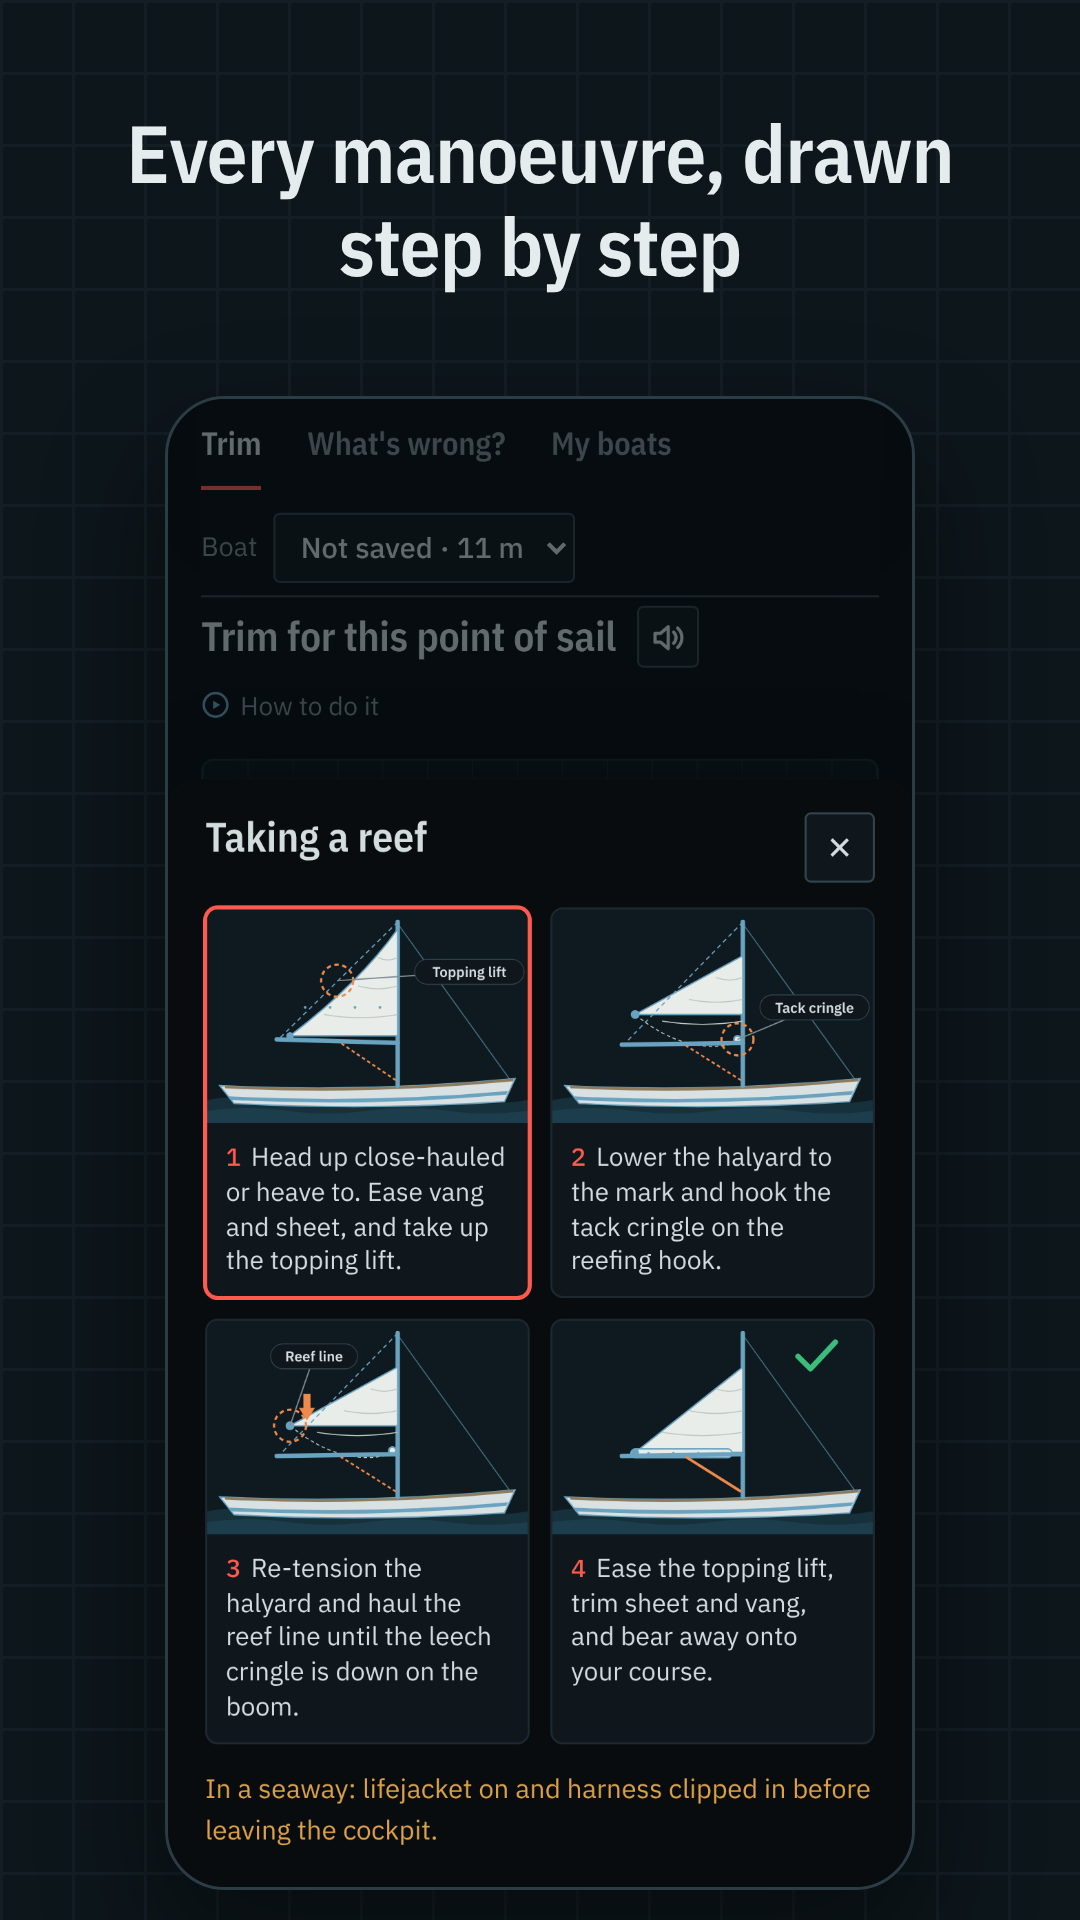 Every manoeuvre, drawn
step by step
Trim
What's wrong?
My boats
Boat
Not saved · 11 m
Trim for this point of sail
How to do it
Taking a reef
Topping lift
1 Head up close-hauled
or heave to. Ease vang
and sheet, and take up
the topping lift.
Tack cringle
2 Lower the halyard to
the mark and hook the
tack cringle on the
reefing hook.
Reef line
3 Re-tension the
halyard and haul the
reef line until the leech
cringle is down on the
boom.
4 Ease the topping lift,
trim sheet and vang,
and bear away onto
your course.
In a seaway: lifejacket on and harness clipped in before
leaving the cockpit.